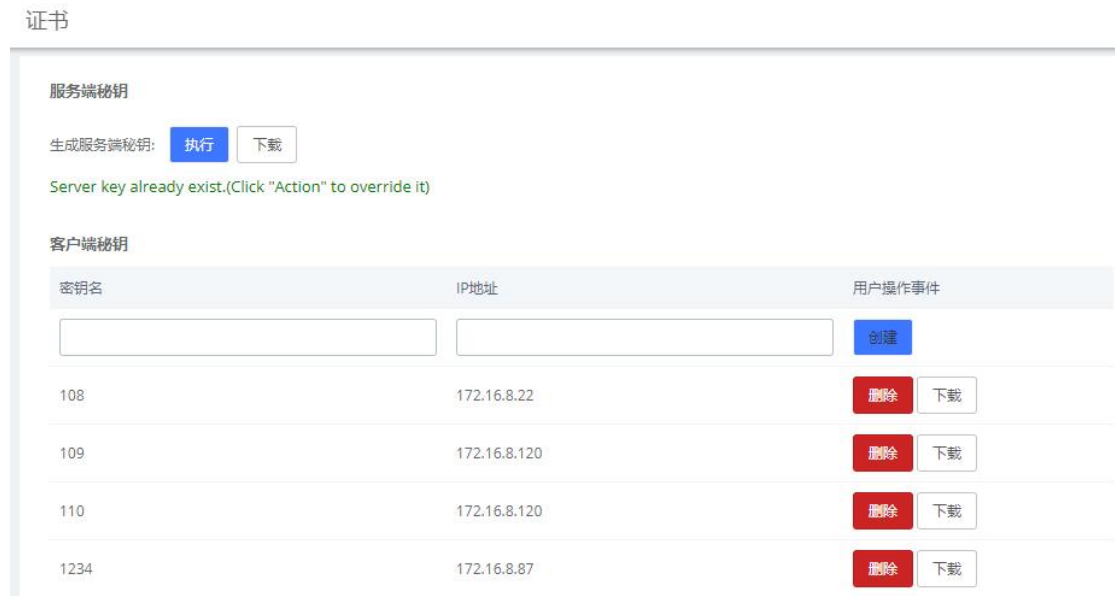 证书
服务端秘钥
生成服务端秘钥: 执行 下载
Server key already exist.(Click "Action" to override it)
客户端秘钥
密钥名 IP地址 用户操作事件
创建
108 172.16.8.22 删除 下载
109 172.16.8.120 删除 下载
110 172.16.8.120 删除 下载
1234 172.16.8.87 删除 下载